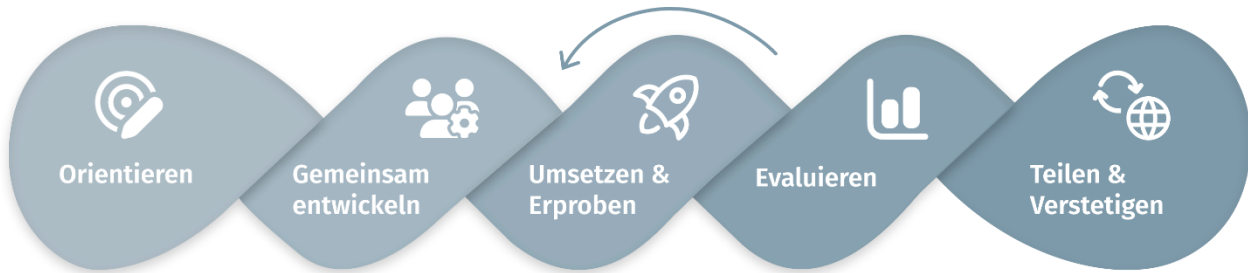 Orientieren
Gemeinsam
entwickeln
Umsetzen &
Erproben
Evaluieren
Teilen &
Verstetigen